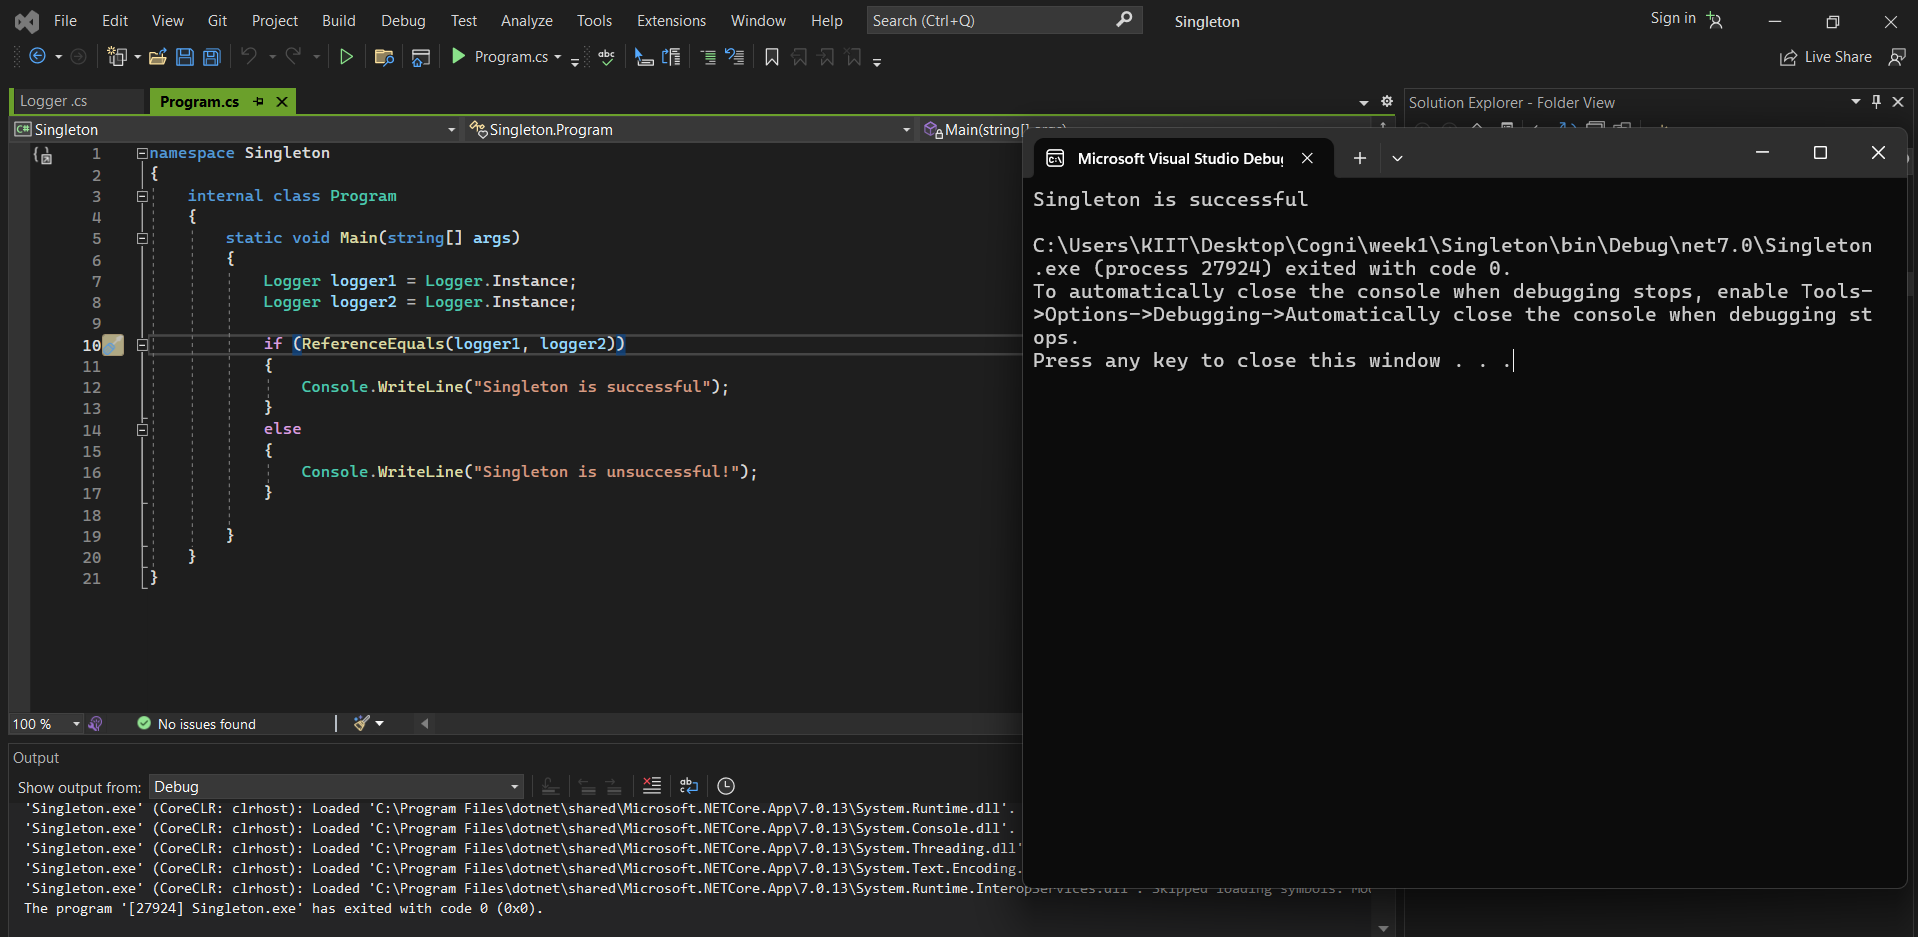 File Edit View Git Project Build Debug Test Analyze Tools Extensions Window Help Search (Ctrl+Q) Singleton Sign in
Program.cs Live Share
Logger .cs Program.cs Solution Explorer - Folder View
C# Singleton Singleton.Program Main(string[] args)
1 namespace Singleton
2 {
3 internal class Program
4 {
5 static void Main(string[] args)
6 {
7 Logger logger1 = Logger.Instance;
8 Logger logger2 = Logger.Instance;
9
10 if (ReferenceEquals(logger1, logger2))
11 {
12 Console.WriteLine("Singleton is successful");
13 }
14 else
15 {
16 Console.WriteLine("Singleton is unsuccessful!");
17 }
18
19 }
20 }
21 }
100 % No issues found
Output
Show output from: Debug
'Singleton.exe' (CoreCLR: clrhost): Loaded 'C:\Program Files\dotnet\shared\Microsoft.NETCore.App\7.0.13\System.Runtime.dll'.
'Singleton.exe' (CoreCLR: clrhost): Loaded 'C:\Program Files\dotnet\shared\Microsoft.NETCore.App\7.0.13\System.Console.dll'.
'Singleton.exe' (CoreCLR: clrhost): Loaded 'C:\Program Files\dotnet\shared\Microsoft.NETCore.App\7.0.13\System.Threading.dll'
'Singleton.exe' (CoreCLR: clrhost): Loaded 'C:\Program Files\dotnet\shared\Microsoft.NETCore.App\7.0.13\System.Text.Encoding.
'Singleton.exe' (CoreCLR: clrhost): Loaded 'C:\Program Files\dotnet\shared\Microsoft.NETCore.App\7.0.13\System.Runtime.InteropServices.dll'. Skipped loading symbols.
The program '[27924] Singleton.exe' has exited with code 0 (0x0).
Microsoft Visual Studio Debug
Singleton is successful
C:\Users\KIIT\Desktop\Cogni\week1\Singleton\bin\Debug\net7.0\Singleton
.exe (process 27924) exited with code 0.
To automatically close the console when debugging stops, enable Tools-
>Options->Debugging->Automatically close the console when debugging st
ops.
Press any key to close this window . . .